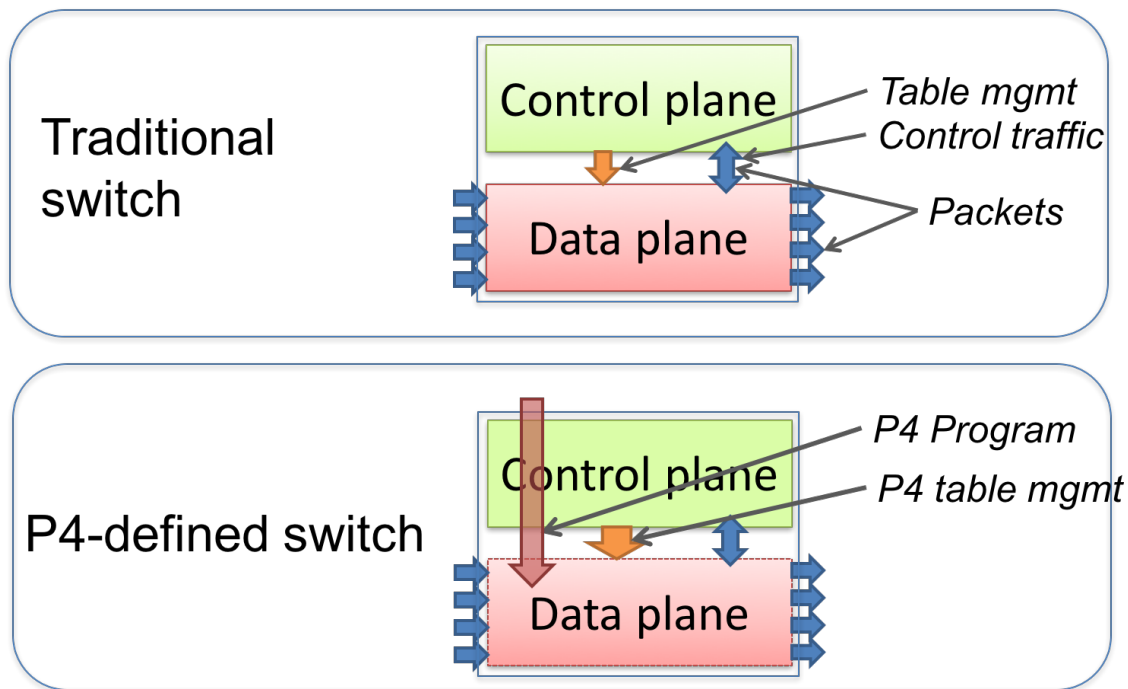 Traditional
switch
Control plane
Data plane
Table mgmt
Control traffic
Packets
P4-defined switch
Control plane
Data plane
P4 Program
P4 table mgmt